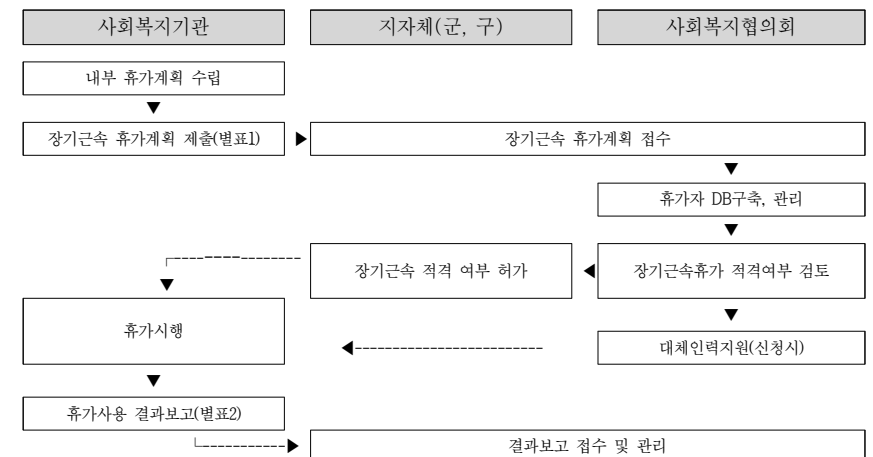 사회복지기관
지자체(군, 구)
사회복지협의회
내부 휴가계획 수립
장기근속 휴가계획 제출(별표1)
장기근속 휴가계획 접수
휴가자 DB구축, 관리
장기근속 적격 여부 허가
장기근속휴가 적격여부 검토
휴가시행
대체인력지원(신청시)
휴가사용 결과보고(별표2)
결과보고 접수 및 관리